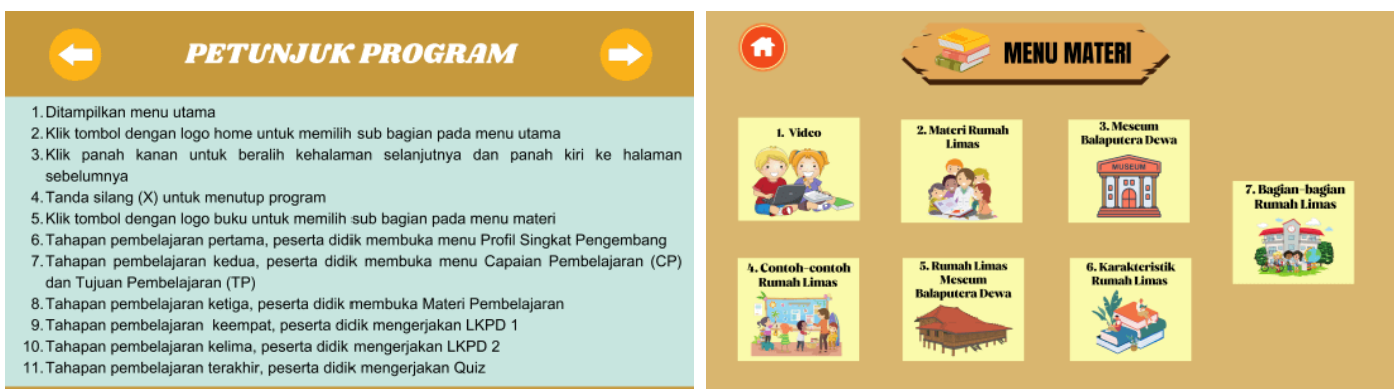 PETUNJUK PROGRAM
1. Ditampilkan menu utama
2. Klik tombol dengan logo home untuk memilih sub bagian pada menu utama
3. Klik panah kanan untuk beralih kehalaman selanjutnya dan panah kiri ke halaman
sebelumnya
4. Tanda silang (X) untuk menutup program
5. Klik tombol dengan logo buku untuk memilih sub bagian pada menu materi
6. Tahapan pembelajaran pertama, peserta didik membuka menu Profil Singkat Pengembang
7. Tahapan pembelajaran kedua, peserta didik membuka menu Capaian Pembelajaran (CP)
dan Tujuan Pembelajaran (TP)
8. Tahapan pembelajaran ketiga, peserta didik membuka Materi Pembelajaran
9. Tahapan pembelajaran keempat, peserta didik mengerjakan LKPD 1
10. Tahapan pembelajaran kelima, peserta didik mengerjakan LKPD 2
11. Tahapan pembelajaran terakhir, peserta didik mengerjakan Quiz
MENU MATERI
1. Video
2. Materi Rumah
Limas
3. Meseum
Balaputera Dewa
MUSEUM
4. Contoh-contoh
Rumah Limas
5. Rumah Limas
Meseum
Balaputera Dewa
6. Karakteristik
Rumah Limas
7. Bagian-bagian
Rumah Limas